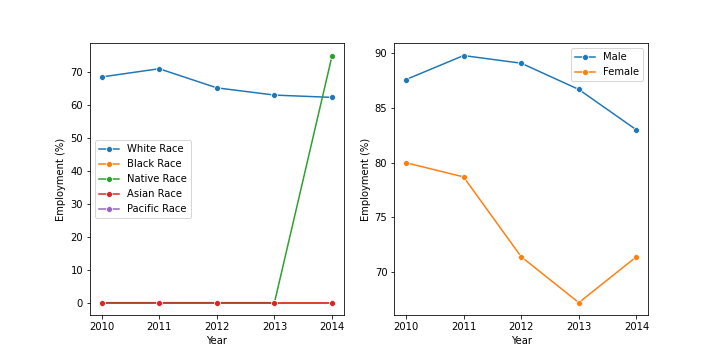 Employment (%)
70
60
50
40
30
20
10
0
White Race
Black Race
Native Race
Asian Race
Pacific Race
2010 2011 2012 2013 2014
Year
Employment (%)
90
85
80
75
70
Male
Female
2010 2011 2012 2013 2014
Year